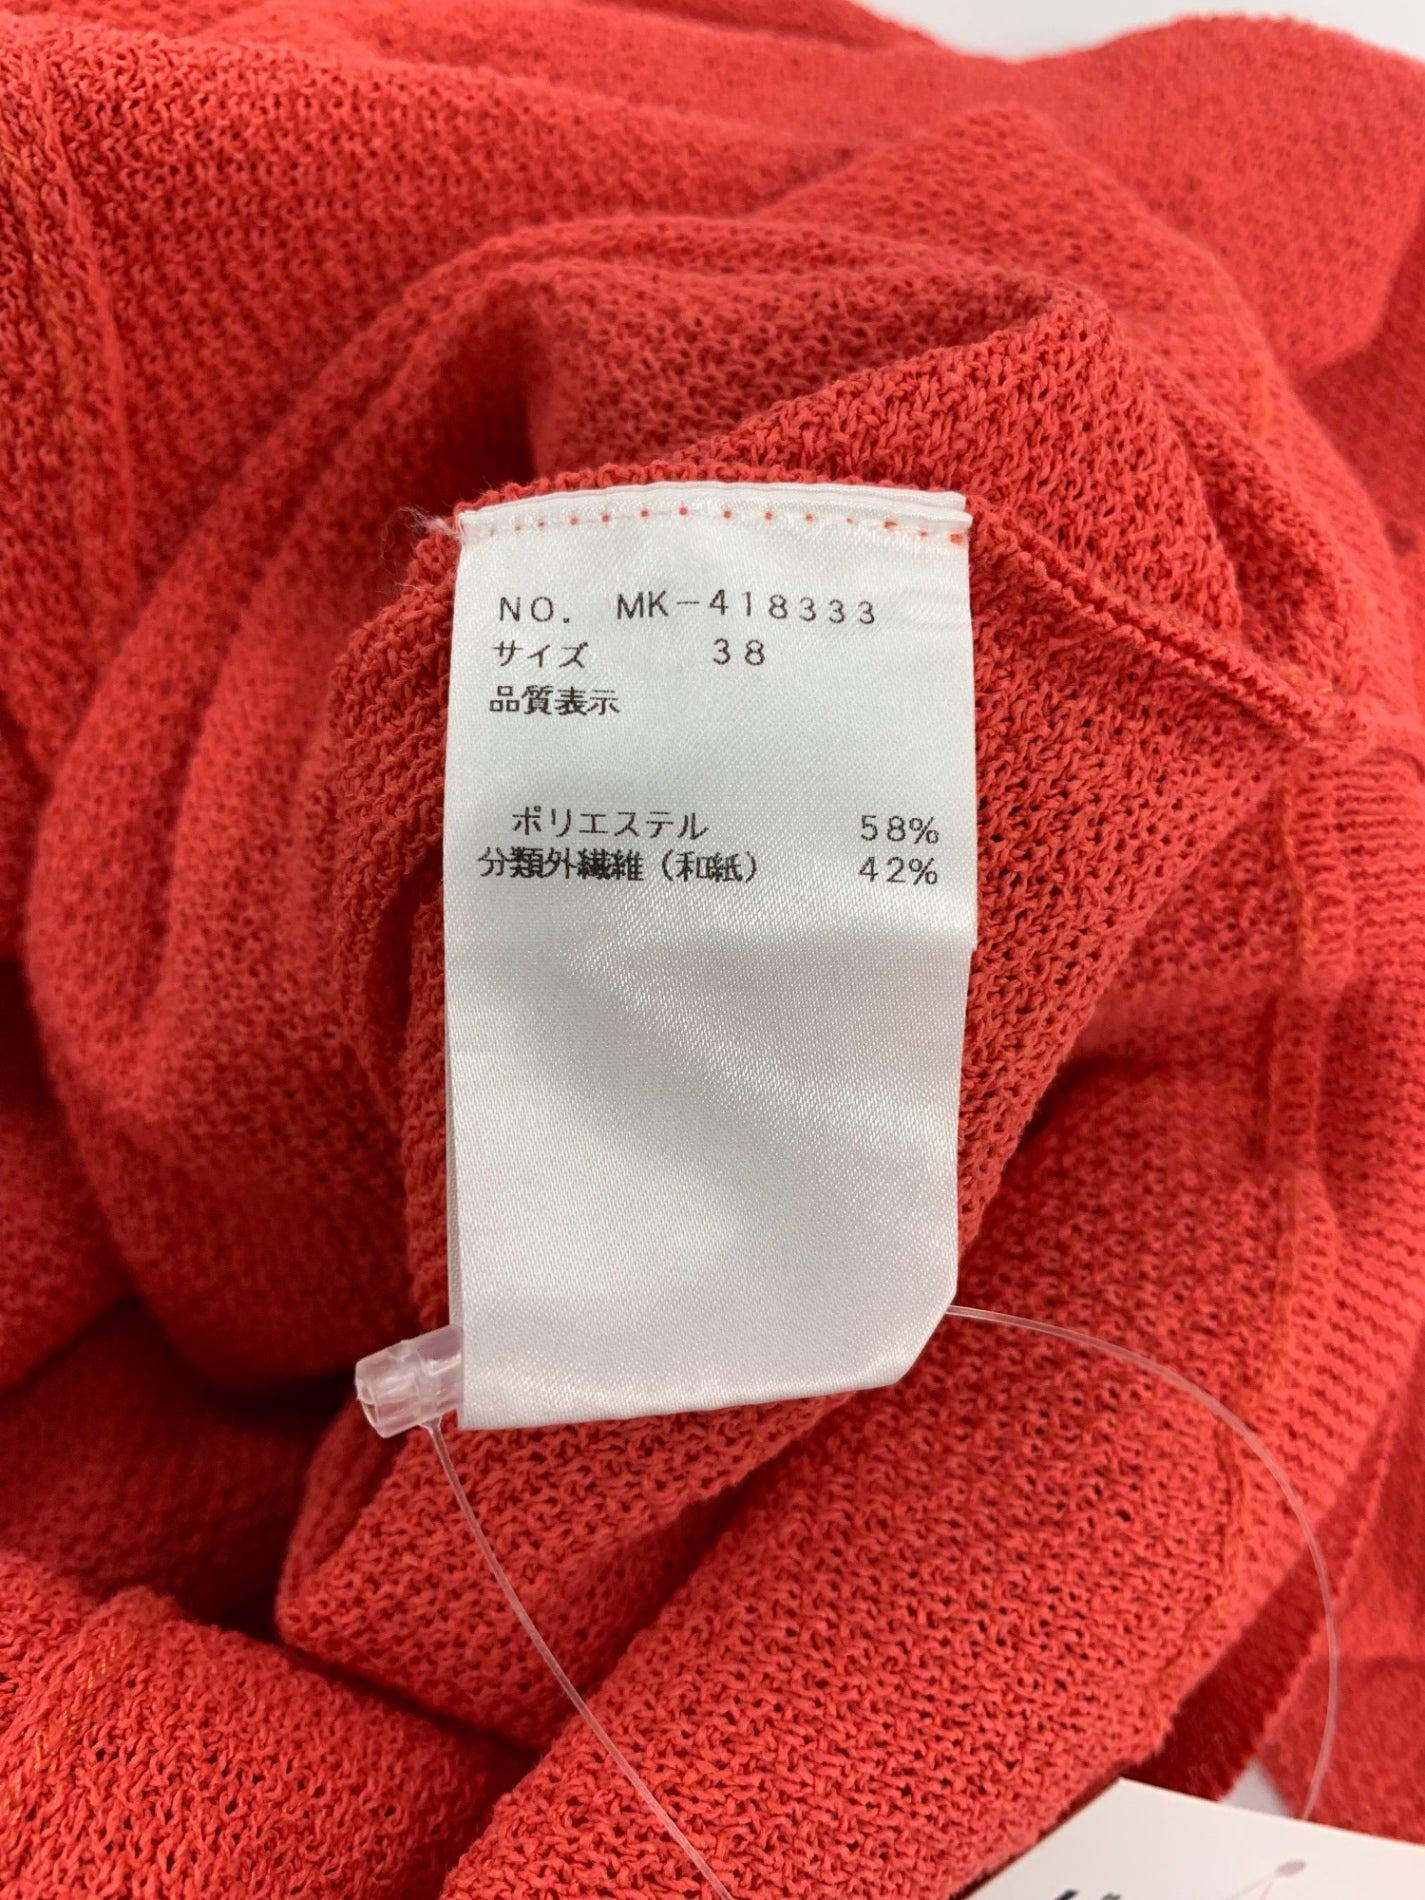 NO. MK-418333
サイズ 38
品質表示
ポリエステル 58%
分類外繊維(和紙) 42%